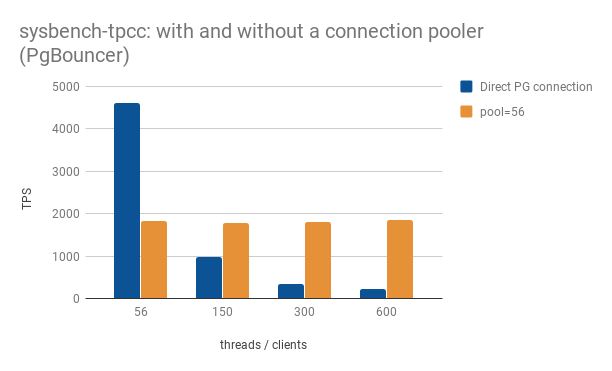 sysbench-tpcc: with and without a connection pooler
(PgBouncer)
Direct PG connection
pool=56
TPS
5000
4000
3000
2000
1000
0
56 150 300 600
threads / clients